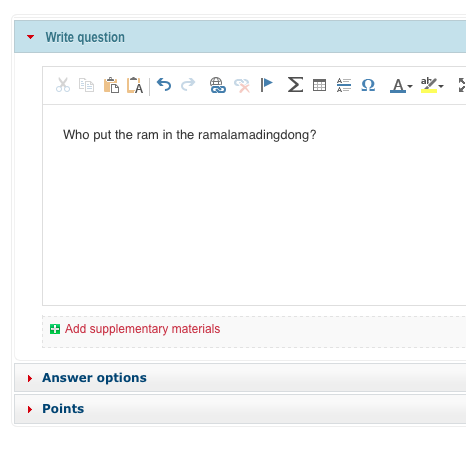 Write question
Who put the ram in the ramalamadingdong?
Add supplementary materials
Answer options
Points